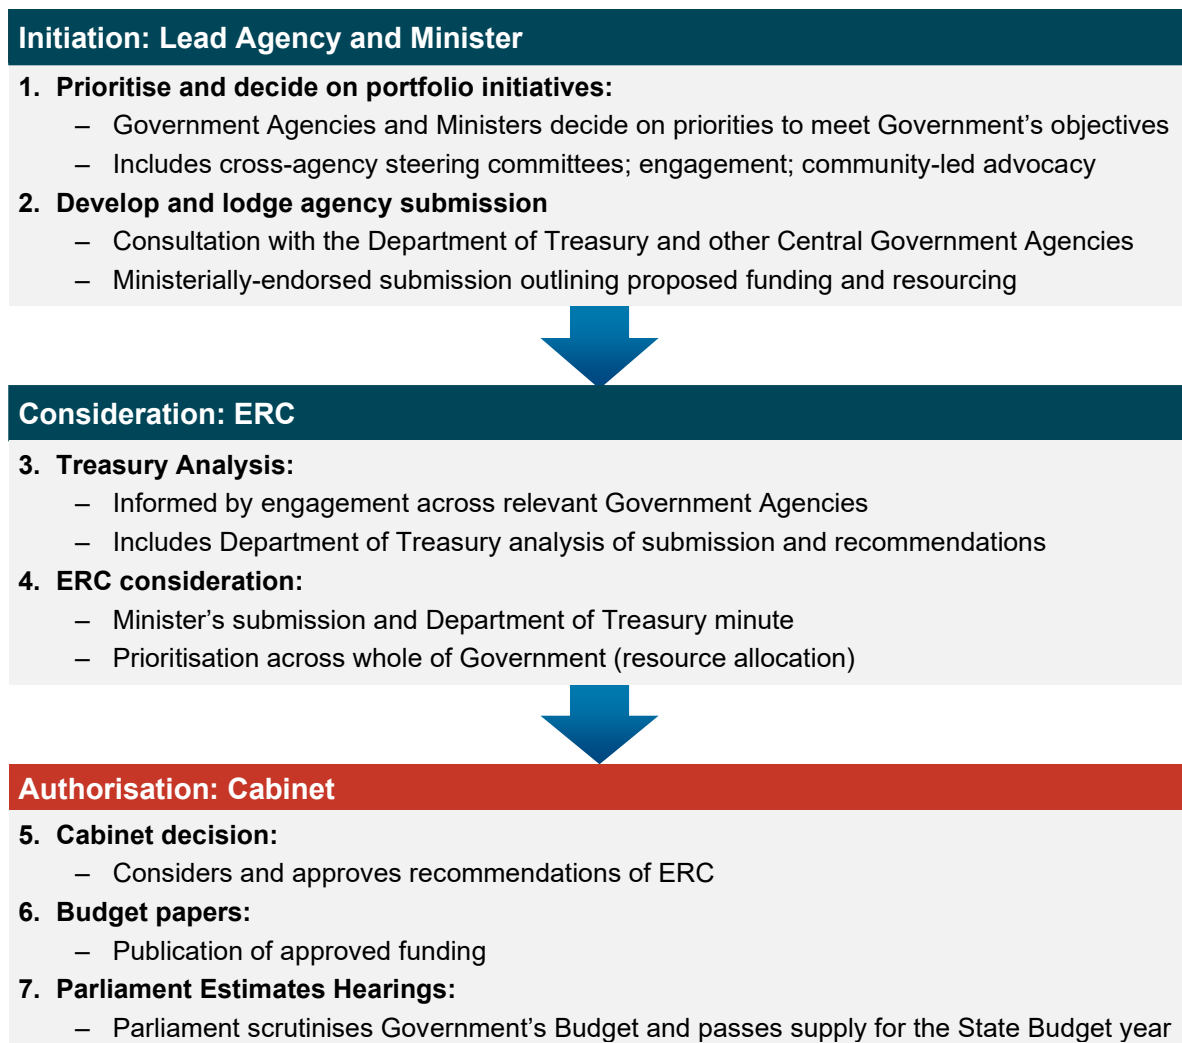 Initiation: Lead Agency and Minister
1. Prioritise and decide on portfolio initiatives:
– Government Agencies and Ministers decide on priorities to meet Government’s objectives
– Includes cross-agency steering committees; engagement; community-led advocacy
2. Develop and lodge agency submission
– Consultation with the Department of Treasury and other Central Government Agencies
– Ministerially-endorsed submission outlining proposed funding and resourcing
Consideration: ERC
3. Treasury Analysis:
– Informed by engagement across relevant Government Agencies
– Includes Department of Treasury analysis of submission and recommendations
4. ERC consideration:
– Minister’s submission and Department of Treasury minute
– Prioritisation across whole of Government (resource allocation)
Authorisation: Cabinet
5. Cabinet decision:
– Considers and approves recommendations of ERC
6. Budget papers:
– Publication of approved funding
7. Parliament Estimates Hearings:
– Parliament scrutinises Government’s Budget and passes supply for the State Budget year